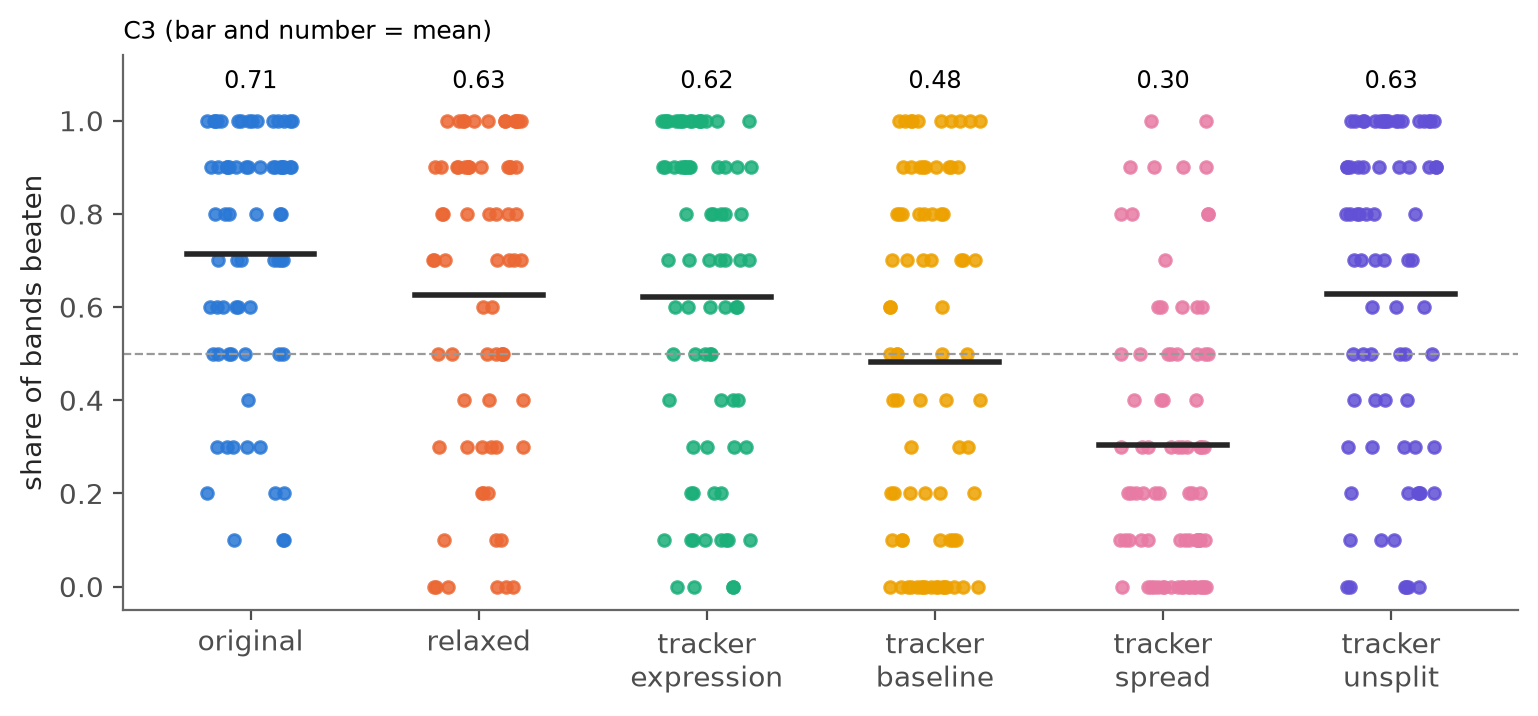 C3 (bar and number = mean)
0.71 0.63 0.62 0.48 0.30 0.63
share of bands beaten
1.0
0.8
0.6
0.4
0.2
0.0
original relaxed tracker tracker tracker tracker
expression baseline spread unsplit